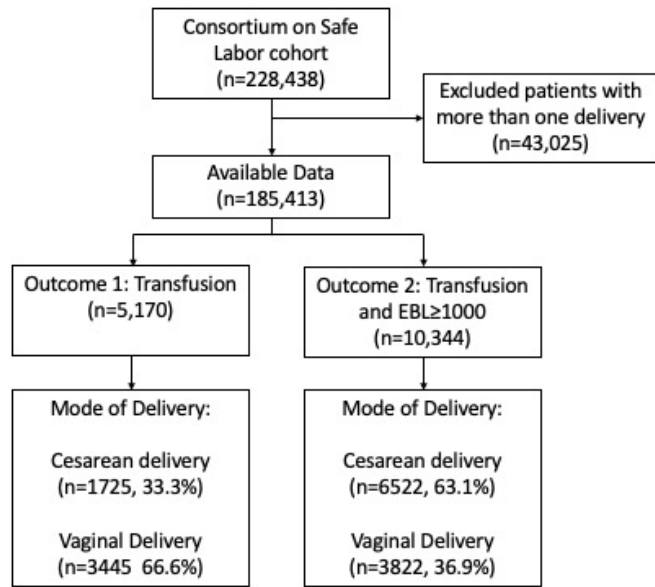 Consortium on Safe
Labor cohort
(n=228,438)
Excluded patients with
more than one delivery
(n=43,025)
Available Data
(n=185,413)
Outcome 1: Transfusion
(n=5,170)
Outcome 2: Transfusion
and EBL≥1000
(n=10,344)
Mode of Delivery:
Cesarean delivery
(n=1725, 33.3%)
Vaginal Delivery
(n=3445  66.6%)
Mode of Delivery:
Cesarean delivery
(n=6522, 63.1%)
Vaginal Delivery
(n=3822, 36.9%)